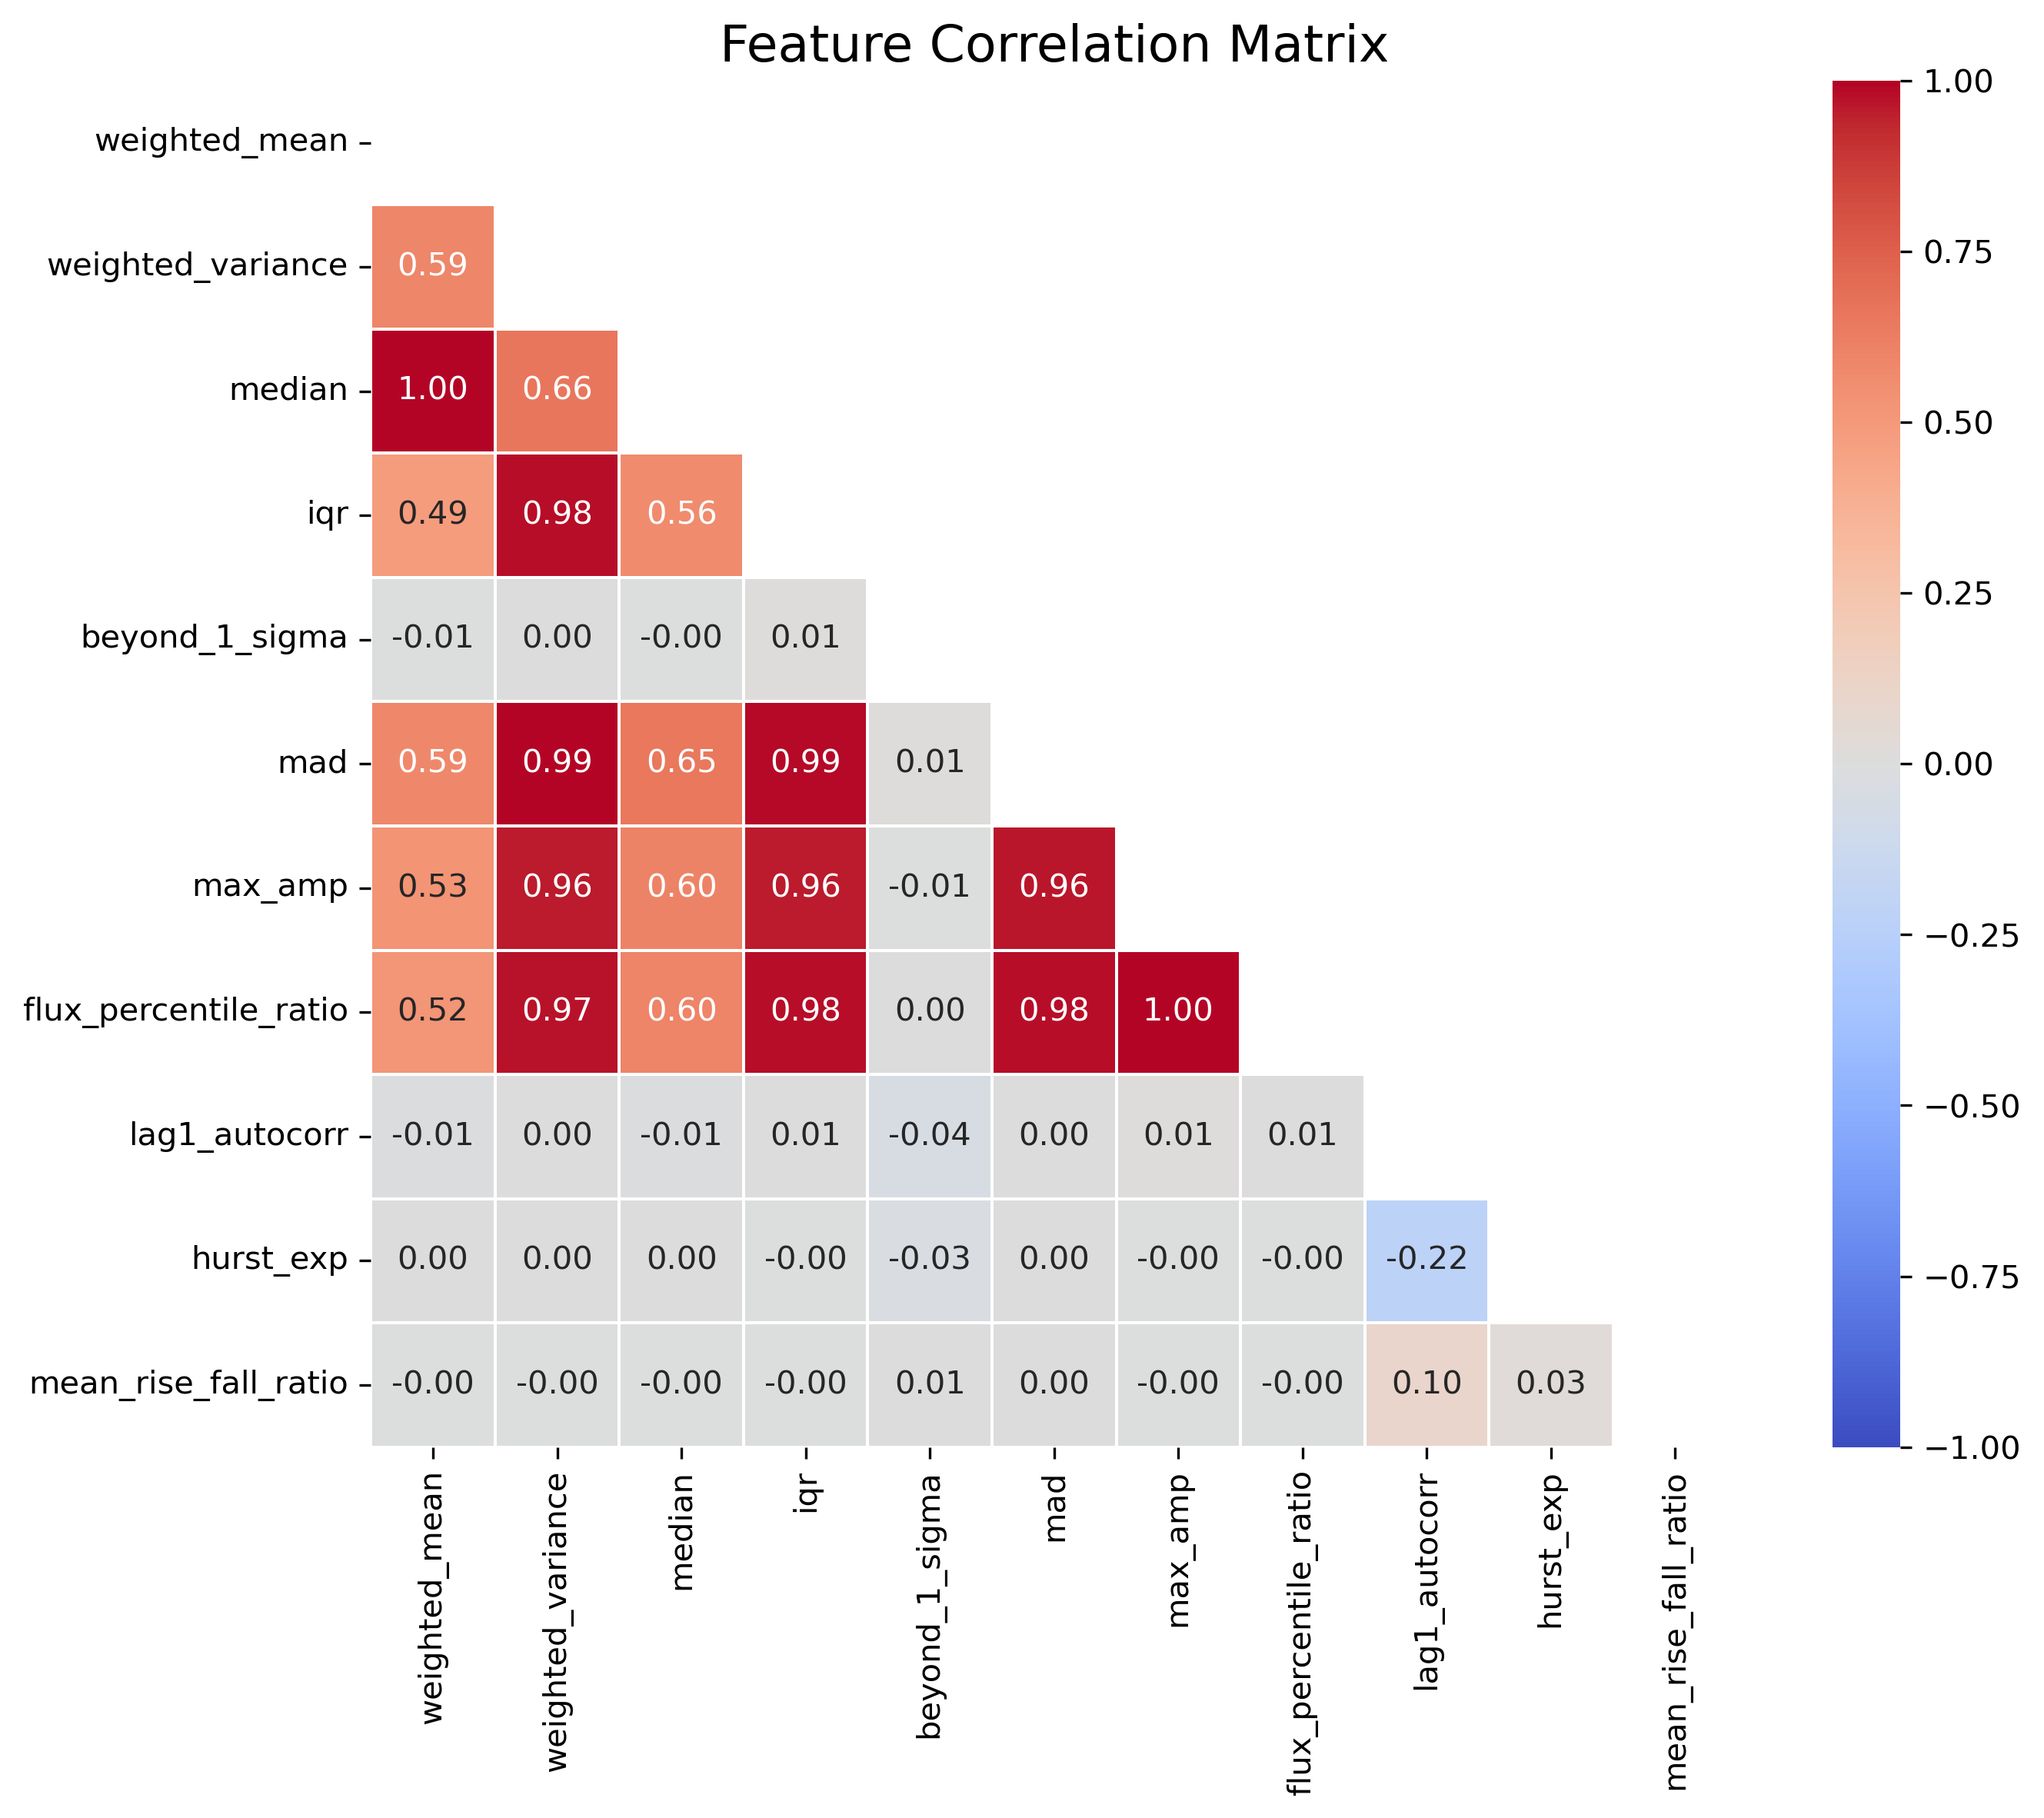 Feature Correlation Matrix
weighted_mean
weighted_variance 0.59
median 1.00 0.66
iqr 0.49 0.98 0.56
beyond_1_sigma -0.01 0.00 -0.00 0.01
mad 0.59 0.99 0.65 0.99 0.01
max_amp 0.53 0.96 0.60 0.96 -0.01 0.96
flux_percentile_ratio 0.52 0.97 0.60 0.98 0.00 0.98 1.00
lag1_autocorr -0.01 0.00 -0.01 0.01 -0.04 0.00 0.01 0.01
hurst_exp 0.00 0.00 0.00 -0.00 -0.03 0.00 -0.00 -0.00 -0.22
mean_rise_fall_ratio -0.00 -0.00 -0.00 -0.00 0.01 0.00 -0.00 -0.00 0.10 0.03
weighted_mean
weighted_variance
median
iqr
beyond_1_sigma
mad
max_amp
flux_percentile_ratio
lag1_autocorr
hurst_exp
mean_rise_fall_ratio
1.00
0.75
0.50
0.25
0.00
−0.25
−0.50
−0.75
−1.00